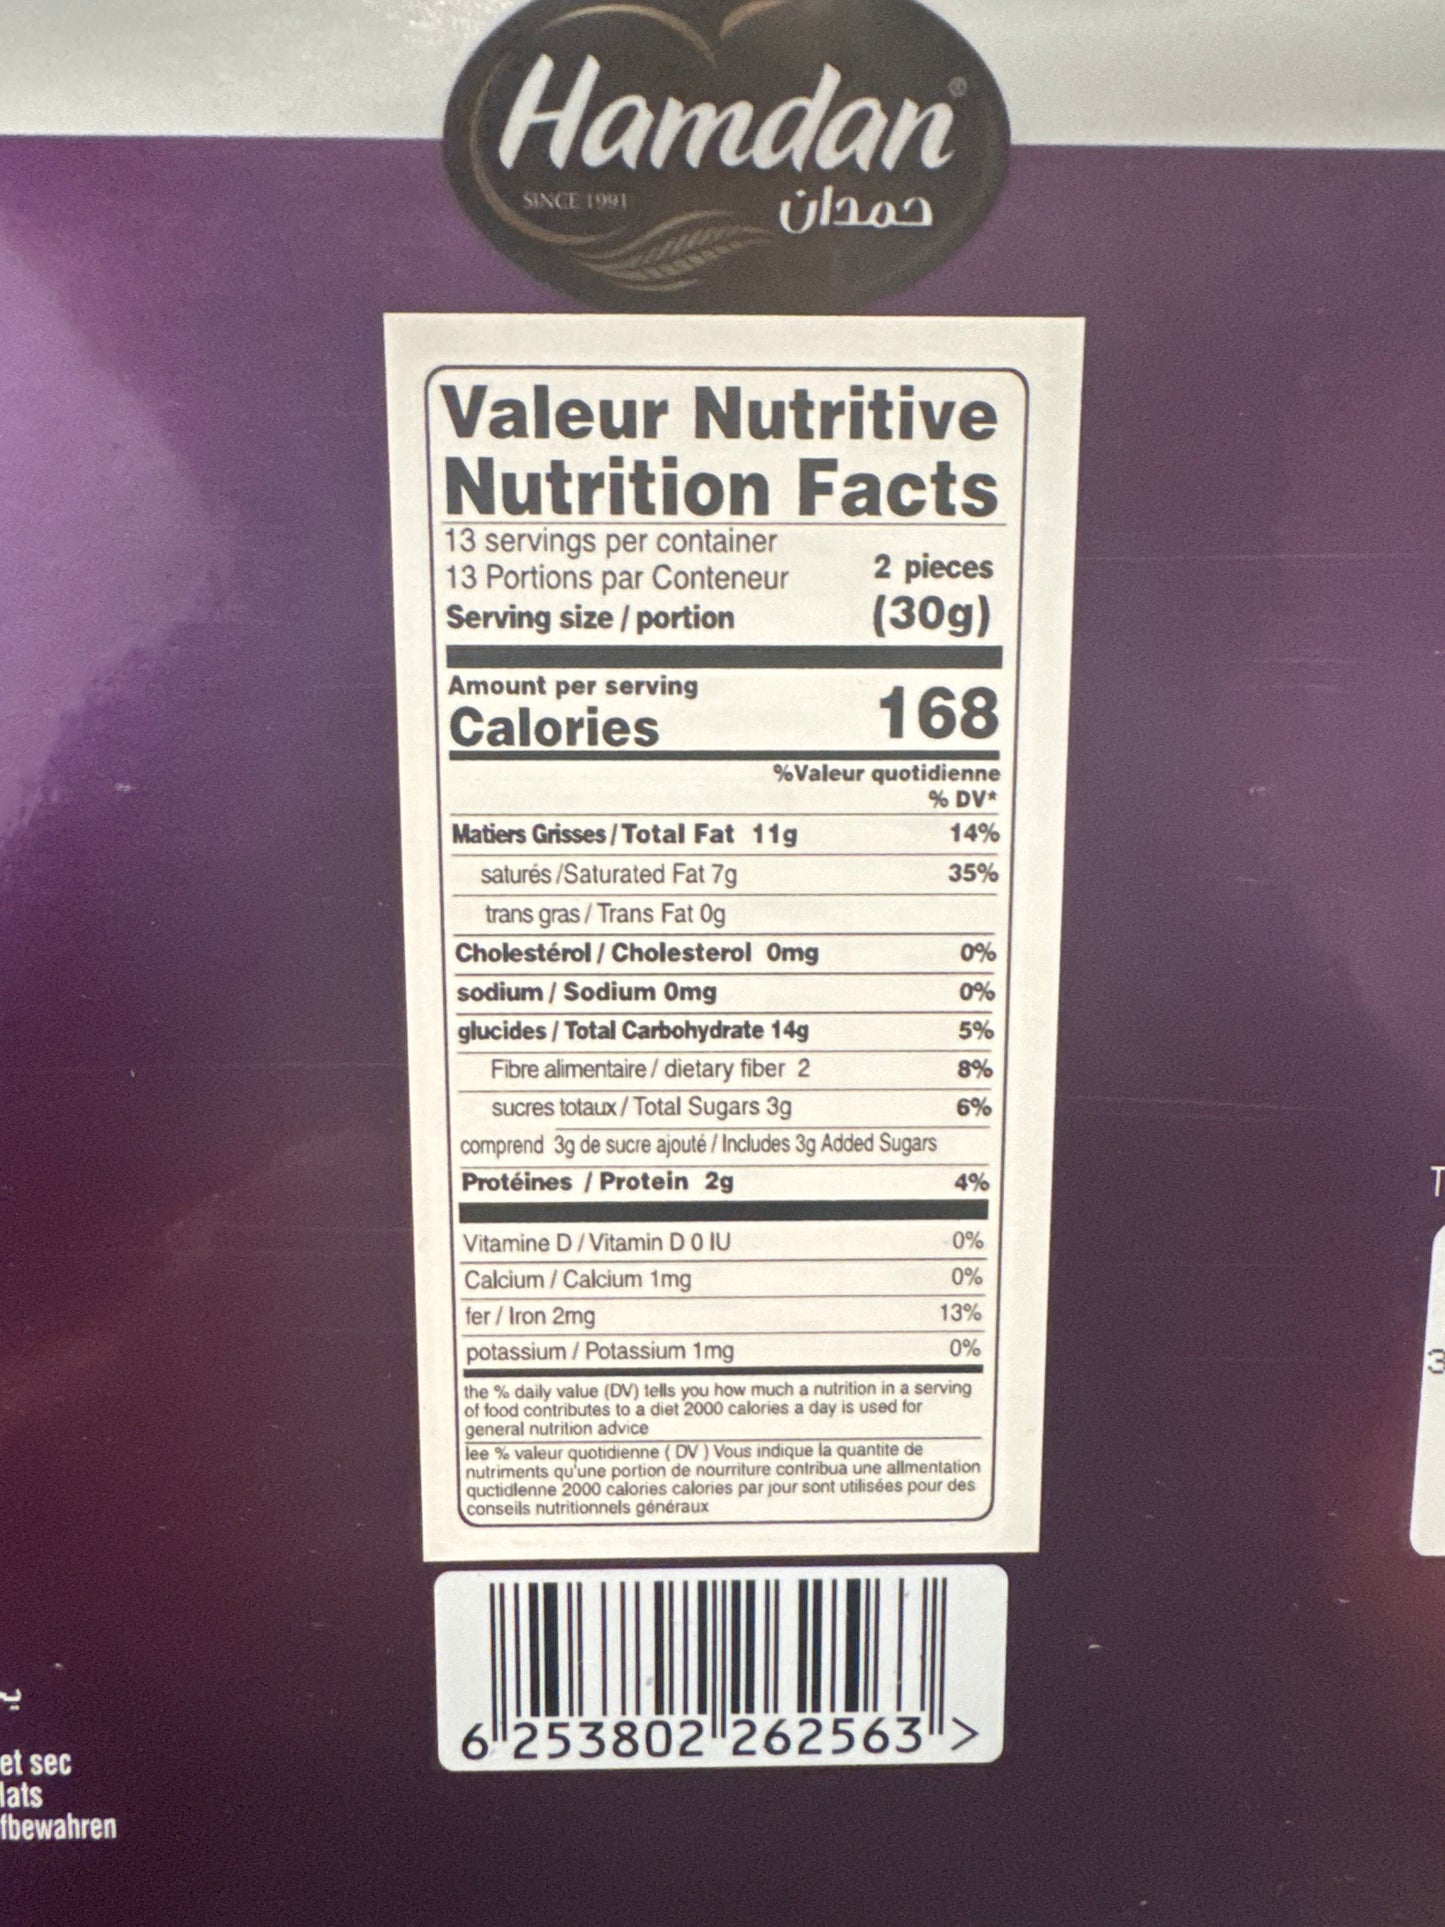 Hamdan®
SINCE 1991
حمدان
Valeur Nutritive
Nutrition Facts
13 servings per container
13 Portions par Conteneur
2 pieces
Serving size / portion (30g)
Amount per serving
Calories 168
%Valeur quotidienne
% DV*
Matiers Grisses / Total Fat 11g 14%
saturés /Saturated Fat 7g 35%
trans gras / Trans Fat 0g
Cholestérol / Cholesterol 0mg 0%
sodium / Sodium 0mg 0%
glucides / Total Carbohydrate 14g 5%
Fibre alimentaire / dietary fiber 2 8%
sucres totaux / Total Sugars 3g 6%
comprend 3g de sucre ajouté / Includes 3g Added Sugars
Protéines / Protein 2g 4%
Vitamine D / Vitamin D 0 IU 0%
Calcium / Calcium 1mg 0%
fer / Iron 2mg 13%
potassium / Potassium 1mg 0%
the % daily value (DV) tells you how much a nutrition in a serving
of food contributes to a diet 2000 calories a day is used for
general nutrition advice
lee % valeur quotidienne ( DV ) Vous indique la quantite de
nutriments qu'une portion de nourriture contribua une allmentation
quctidlenne 2000 calories calories par jour sont utilisées pour des
conseils nutritionnels généraux
6 253802 262563 >
et sec
lats
fbewahren